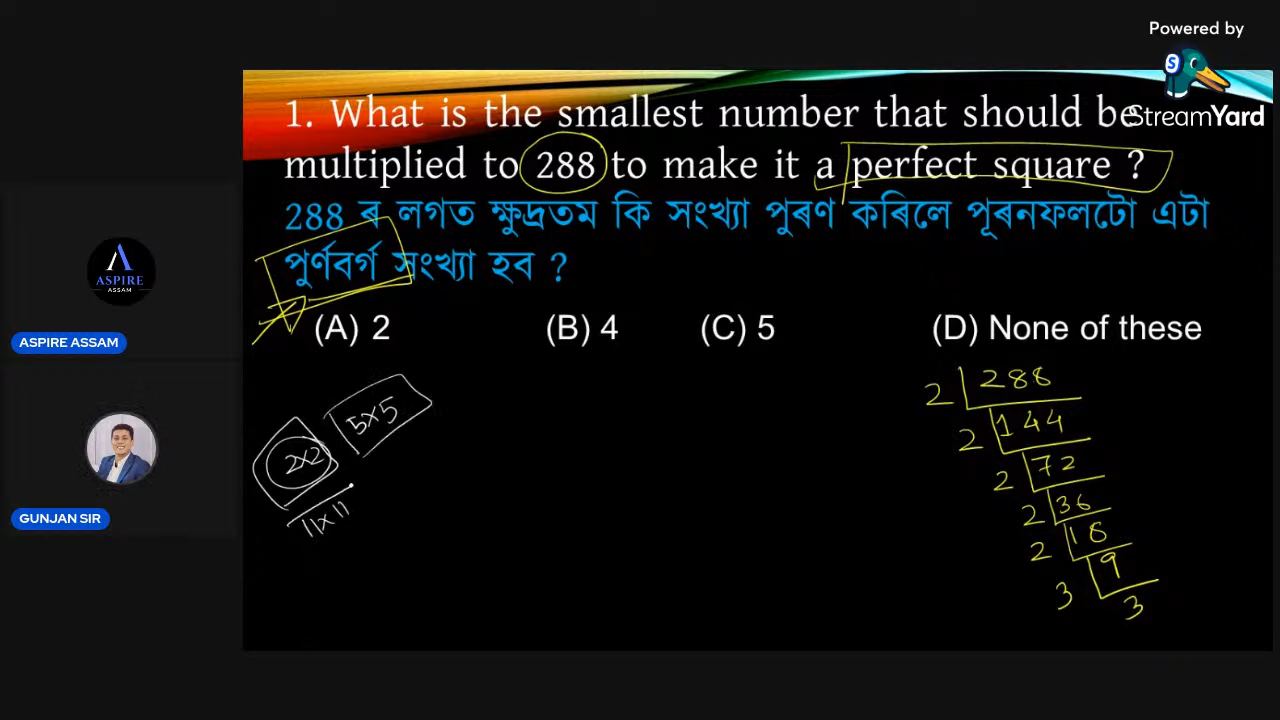 Powered by
StreamYard
1. What is the smallest number that should be
multiplied to 288 to make it a perfect square ?
288 ৰ লগত ক্ষুদ্ৰতম কি সংখ্যা পুৰণ কৰিলে পূৰনফলটো এটা
পুৰ্ণবৰ্গ সংখ্যা হব ?
(A) 2 (B) 4 (C) 5 (D) None of these
A
ASPIRE
ASSAM
ASPIRE ASSAM
GUNJAN SIR
5×5
2×2
11×11
2 288
2 144
2 72
2 36
2 18
3 9
3